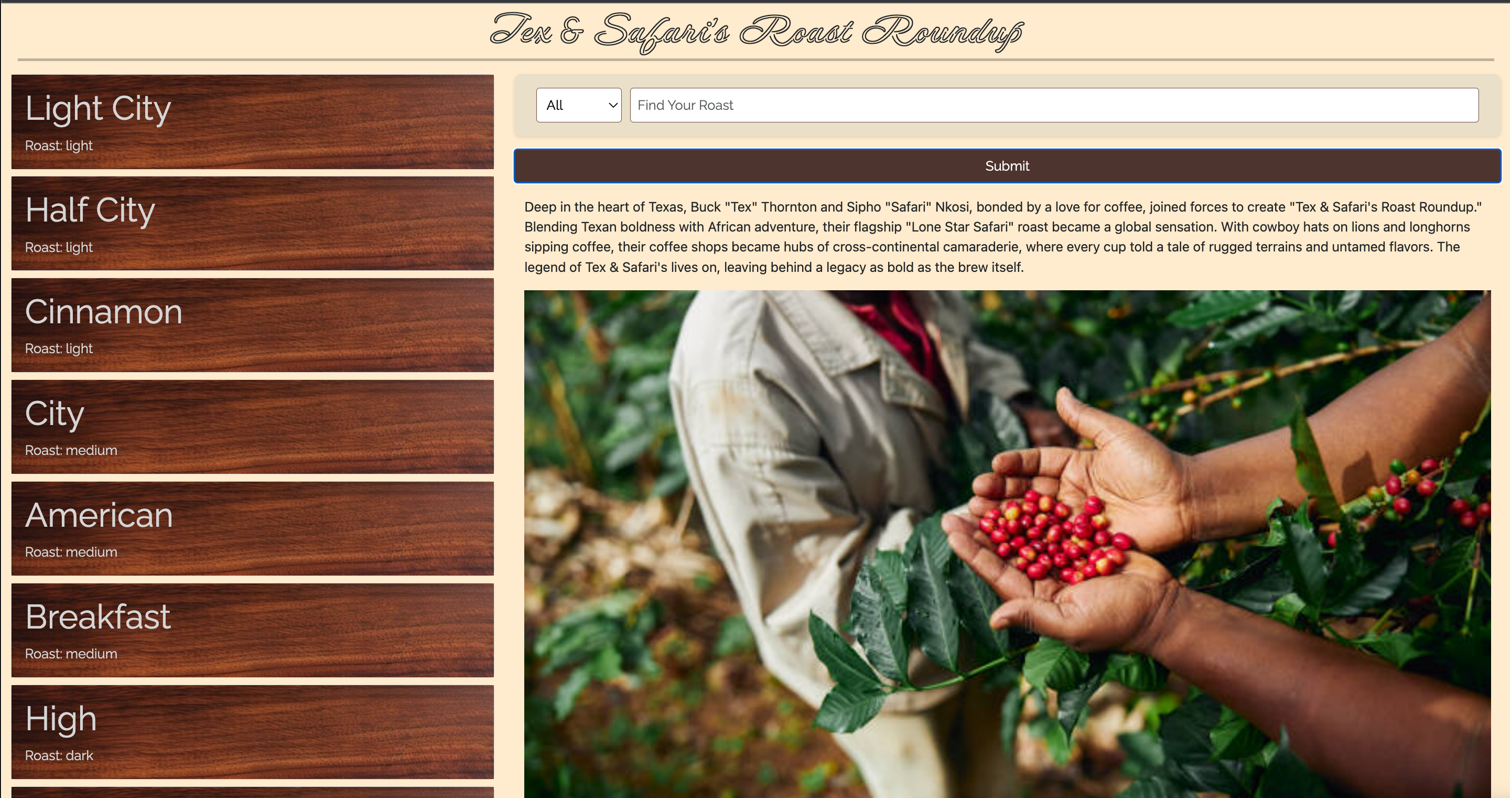 Tex & Safari's Roast Roundup
Light City
Roast: light
Half City
Roast: light
Cinnamon
Roast: light
City
Roast: medium
American
Roast: medium
Breakfast
Roast: medium
High
Roast: dark
All
Find Your Roast
Submit
Deep in the heart of Texas, Buck "Tex" Thornton and Sipho "Safari" Nkosi, bonded by a love for coffee, joined forces to create "Tex & Safari's Roast Roundup."
Blending Texan boldness with African adventure, their flagship "Lone Star Safari" roast became a global sensation. With cowboy hats on lions and longhorns
sipping coffee, their coffee shops became hubs of cross-continental camaraderie, where every cup told a tale of rugged terrains and untamed flavors. The
legend of Tex & Safari's lives on, leaving behind a legacy as bold as the brew itself.